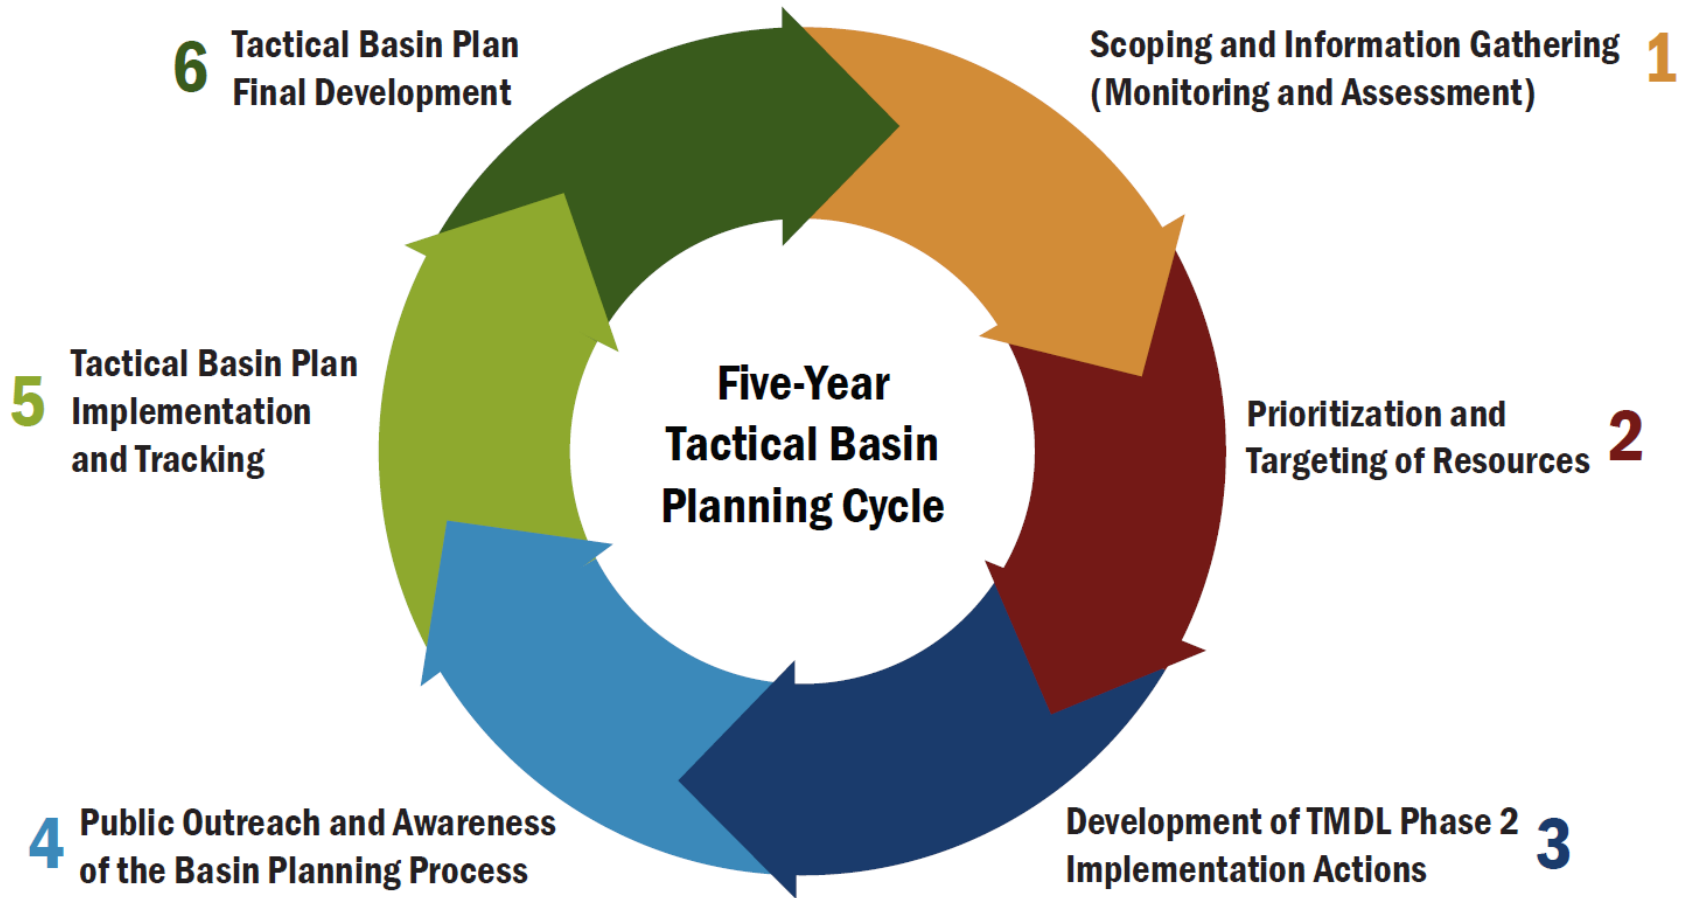 6
Tactical Basin Plan
Final Development
Scoping and Information Gathering
(Monitoring and Assessment)
1
5
Tactical Basin Plan
Implementation
and Tracking
Five-Year
Tactical Basin
Planning Cycle
Prioritization and
Targeting of Resources
2
4
Public Outreach and Awareness
of the Basin Planning Process
Development of TMDL Phase 2
Implementation Actions
3